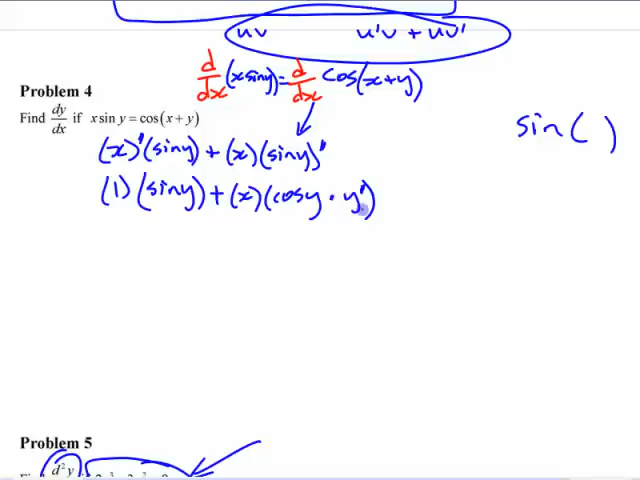 uv u'v + uv'
d/dx (x sin y) = d/dx cos(x+y)
Problem 4
Find dy/dx if x sin y = cos(x + y)
sin( )
(x)'(sin y) + (x)(sin y)'
(1)(sin y) + (x)(cos y · y')
Problem 5
d²y